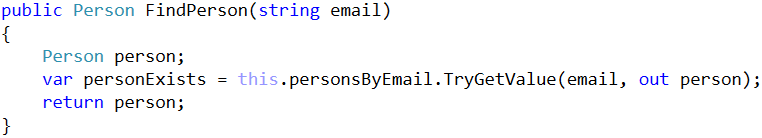 public Person FindPerson(string email)
{
    Person person;
    var personExists = this.personsByEmail.TryGetValue(email, out person);
    return person;
}